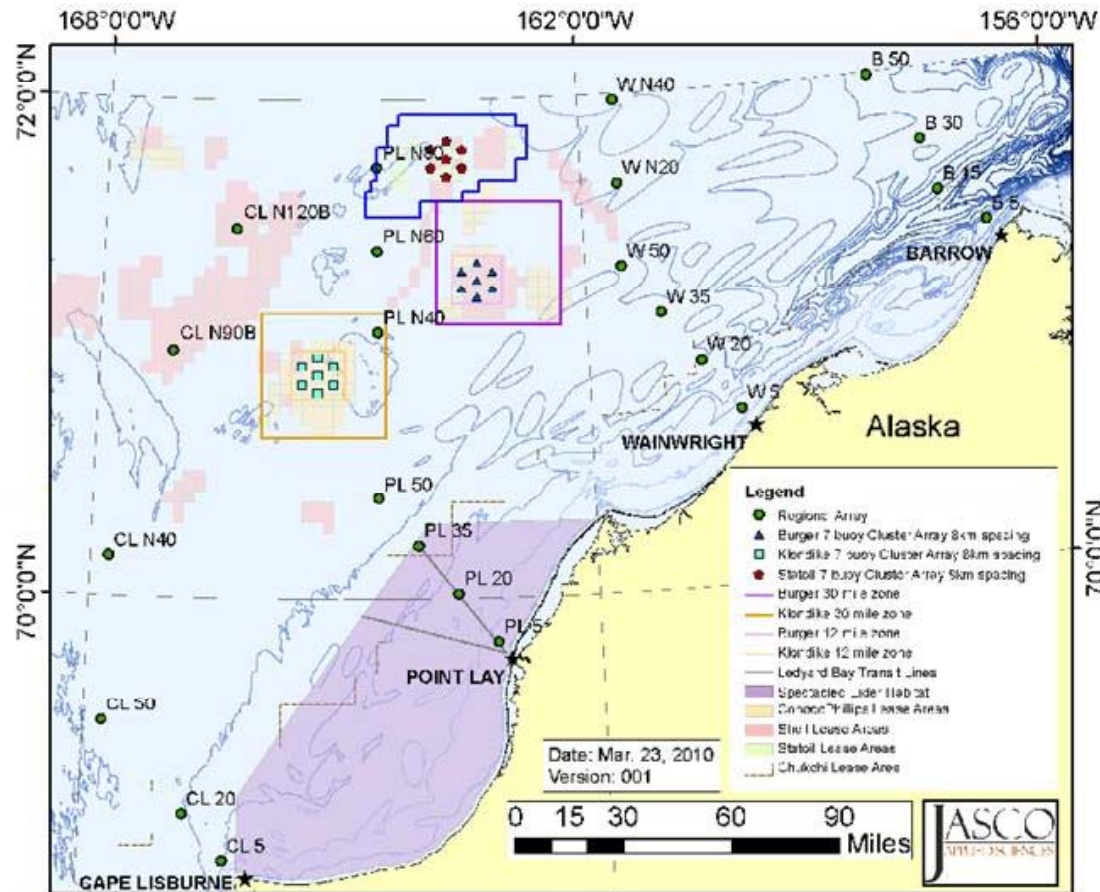 168°0'0"W
162°0'0"W
156°0'0"W
72°0'0"N
70°0'0"N
70°0'0"N
B 50
W N40
B 30
PL N80
W N20
B 15
CL N120B
B 5
BARROW
PL N60
W 50
W 35
PL N40
CL N90B
W 20
W 5
WAINWRIGHT
Alaska
PL 50
PL 35
CL N40
PL 20
PL 5
POINT LAY
CL 50
CL 20
CL 5
CAPE LISBURNE
Legend
Regional Array
Burger 7 buoy Cluster Array 8km spacing
Klondike 7 buoy Cluster Array 8km spacing
Statoil 7 buoy Cluster Array 5km spacing
Burger 30 mile zone
Klondike 30 mile zone
Burger 12 mile zone
Klondike 12 mile zone
Ledyard Bay Transit Lines
Spectacled Eider Habitat
ConocoPhillips Lease Areas
Shell Lease Areas
Statoil Lease Areas
Chukchi Lease Area
Date: Mar. 23, 2010
Version: 001
0 15 30 60 90
Miles
JASCO
APPLIED SCIENCES